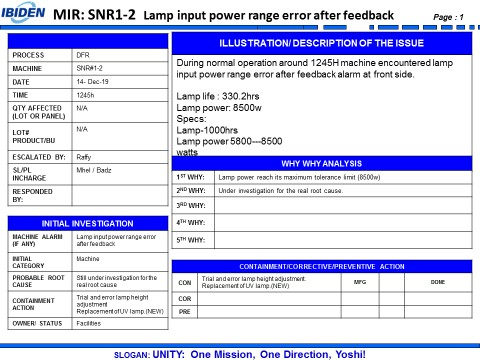 IBIDEN
MIR: SNR1-2 Lamp input power range error after feedback
Page : 1
PROCESS DFR
MACHINE SNR#1-2
DATE 14- Dec-19
TIME 1245h
QTY AFFECTED N/A
(LOT OR PANEL)
LOT# N/A
PRODUCT/BU
ESCALATED BY: Raffy
SL/PL Mhel / Badz
INCHARGE
RESPONDED
BY:
INITIAL INVESTIGATION
MACHINE ALARM Lamp input power range error
(IF ANY) after feedback
INITIAL Machine
CATEGORY
PROBABLE ROOT Still under investigation for the
CAUSE real root cause
CONTAINMENT Trial and error lamp height
ACTION adjustment
Replacement of UV lamp.(NEW)
OWNER/ STATUS Facilities
ILLUSTRATION/ DESCRIPTION OF THE ISSUE
During normal operation around 1245H machine encountered lamp
input power range error after feedback alarm at front side.
Lamp life : 330.2hrs
Lamp power: 8500w
Specs:
Lamp-1000hrs
Lamp power 5800---8500
watts
WHY WHY ANALYSIS
1ST WHY: Lamp power reach its maximum tolerance limit (8500w)
2ND WHY: Under investigation for the real root cause.
3RD WHY:
4TH WHY:
5TH WHY:
CONTAINMENT/CORRECTIVE/PREVENTIVE ACTION
CON Trial and error lamp height adjustment MFG DONE
Replacement of UV lamp.(NEW)
COR
PRE
SLOGAN: UNITY: One Mission, One Direction, Yoshi!